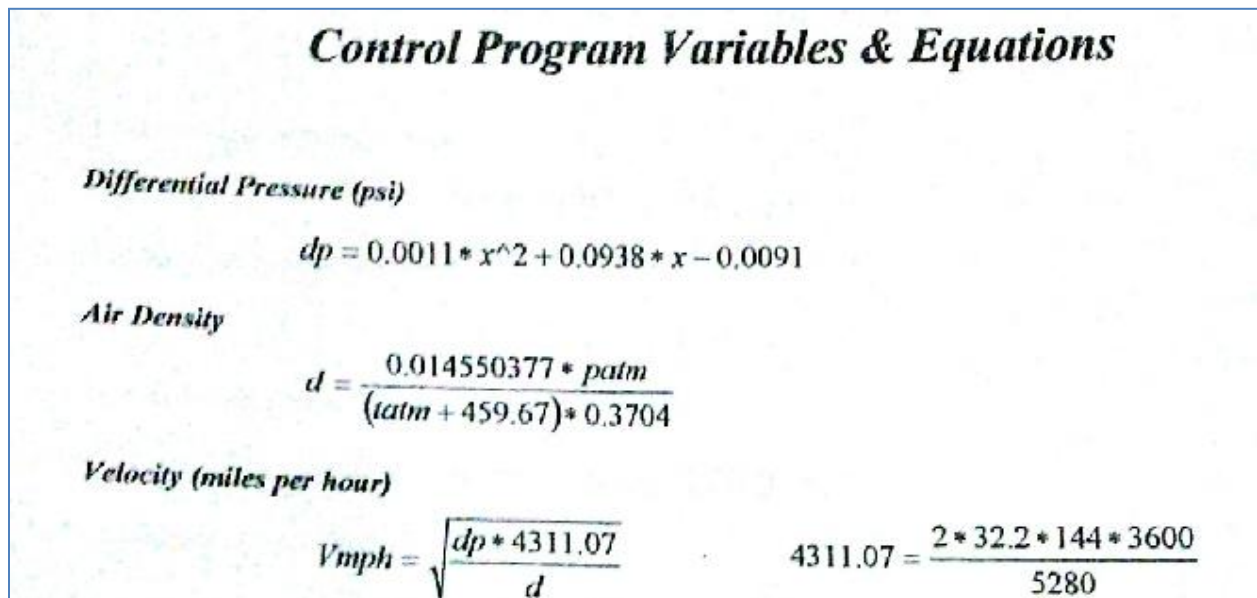 Control Program Variables & Equations
Differential Pressure (psi)
dp = 0.0011 * x^2 + 0.0938 * x - 0.0091
Air Density
d = 0.014550377 * patm / (tatm + 459.67) * 0.3704
Velocity (miles per hour)
Vmph = √(dp * 4311.07 / d) 4311.07 = 2 * 32.2 * 144 * 3600 / 5280